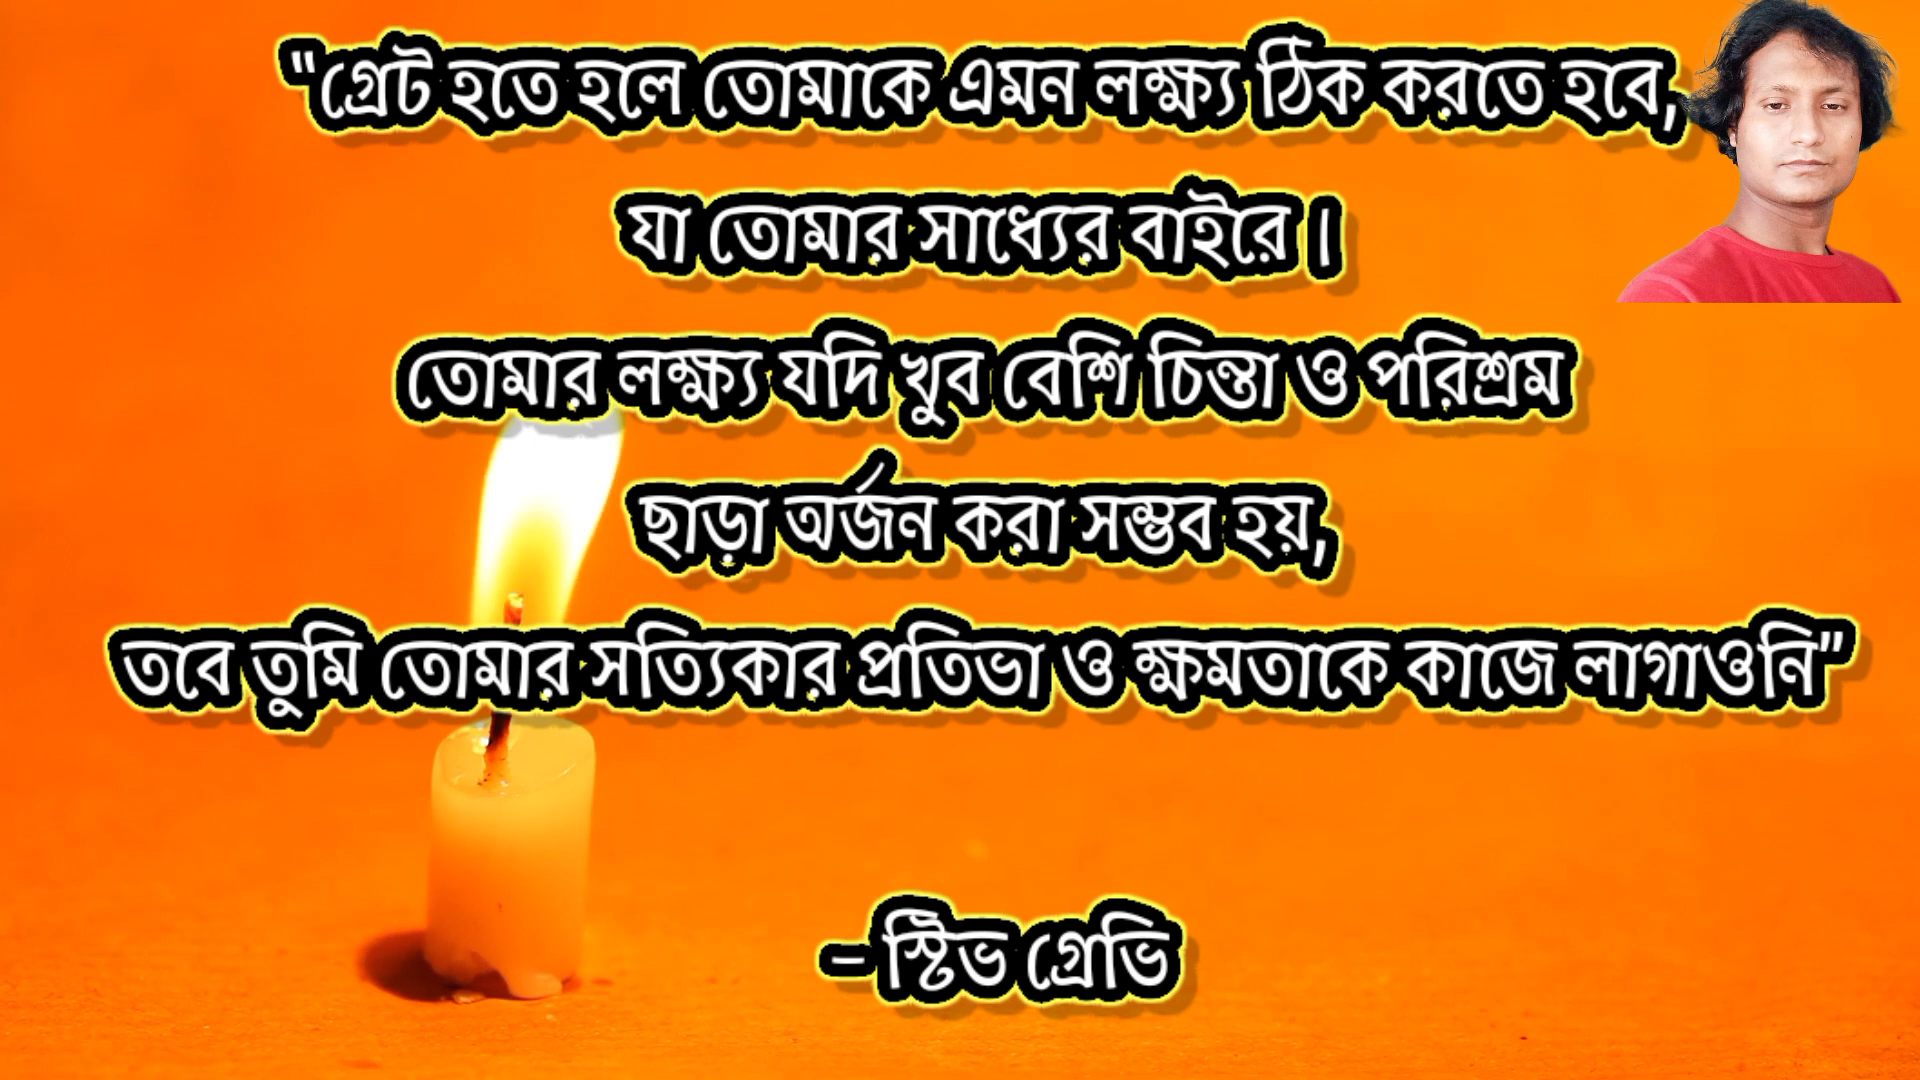 "গ্রেট হতে হলে তোমাকে এমন লক্ষ্য ঠিক করতে হবে,
যা তোমার সাধ্যের বাইরে ।
তোমার লক্ষ্য যদি খুব বেশি চিন্তা ও পরিশ্রম
ছাড়া অর্জন করা সম্ভব হয়,
তবে তুমি তোমার সত্যিকার প্রতিভা ও ক্ষমতাকে কাজে লাগাওনি"
– স্টিভ গ্রেভি